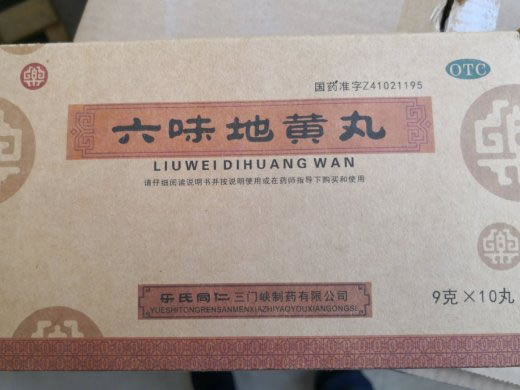 OTC
国药准字Z41021195
六味地黄丸
LIUWEIDIHUANG WAN
请仔细阅读说明书并按说明使用或在药师指导下购买和使用
乐氏同仁三门峡制药有限公司
YUESHITONGRENSANMENXIAZHIYAOYOUXIANGONGSI
9克×10丸